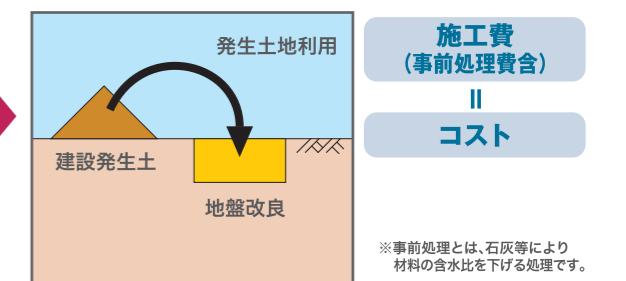 発生土地利用
建設発生土
地盤改良
施工費
（事前処理費含）
＝
コスト
※事前処理とは、石灰等により
材料の含水比を下げる処理です。